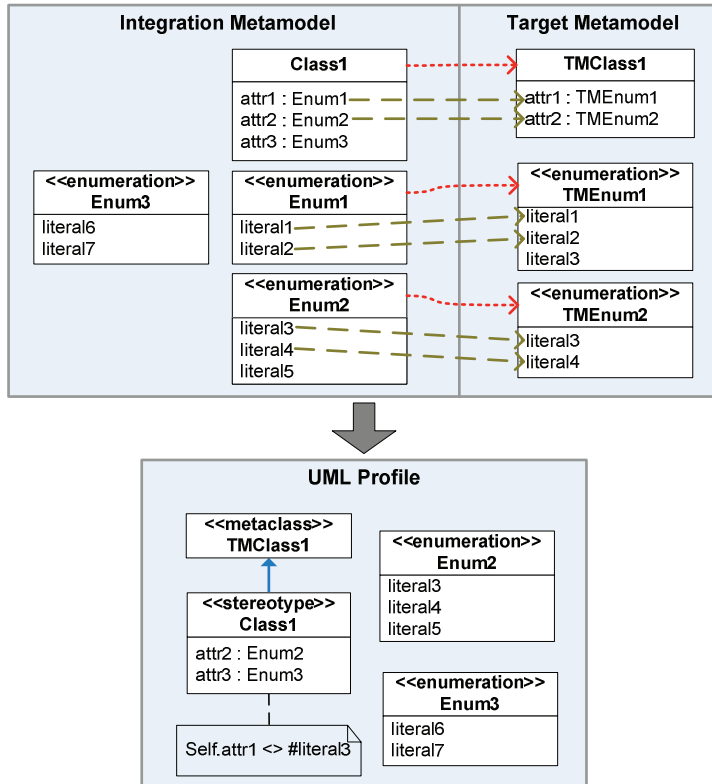 Integration Metamodel
Target Metamodel
Class1
attr1 : Enum1
attr2 : Enum2
attr3 : Enum3
TMClass1
attr1 : TMEnum1
attr2 : TMEnum2
<<enumeration>>
Enum3
literal6
literal7
<<enumeration>>
Enum1
literal1
literal2
<<enumeration>>
TMEnum1
literal1
literal2
literal3
<<enumeration>>
Enum2
literal3
literal4
literal5
<<enumeration>>
TMEnum2
literal3
literal4
UML Profile
<<metaclass>>
TMClass1
<<stereotype>>
Class1
attr2 : Enum2
attr3 : Enum3
Self.attr1 <> #literal3
<<enumeration>>
Enum2
literal3
literal4
literal5
<<enumeration>>
Enum3
literal6
literal7